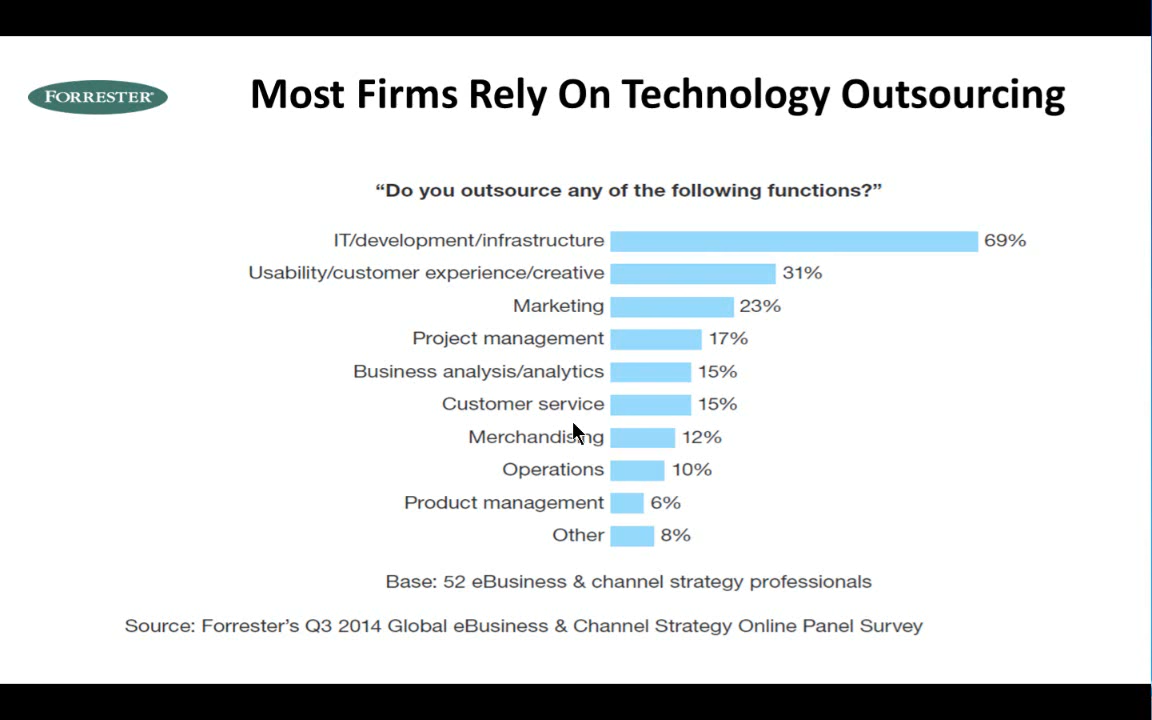 FORRESTER®
Most Firms Rely On Technology Outsourcing
“Do you outsource any of the following functions?”
IT/development/infrastructure 69%
Usability/customer experience/creative 31%
Marketing 23%
Project management 17%
Business analysis/analytics 15%
Customer service 15%
Merchandising 12%
Operations 10%
Product management 6%
Other 8%
Base: 52 eBusiness & channel strategy professionals
Source: Forrester’s Q3 2014 Global eBusiness & Channel Strategy Online Panel Survey